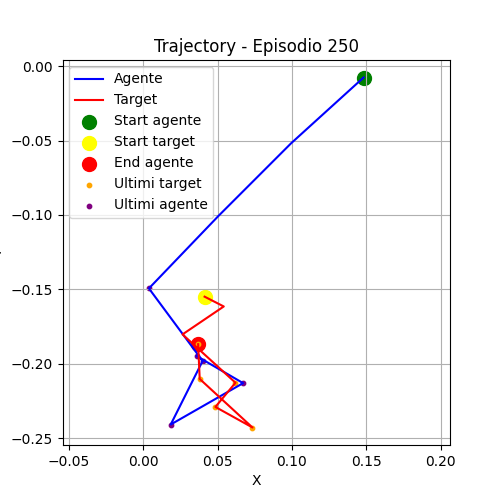 Trajectory - Episodio 250
Agente
Target
Start agente
Start target
End agente
Ultimi target
Ultimi agente
0.00
−0.05
−0.10
−0.15
−0.20
−0.25
−0.05
0.00
0.05
0.10
0.15
0.20
X